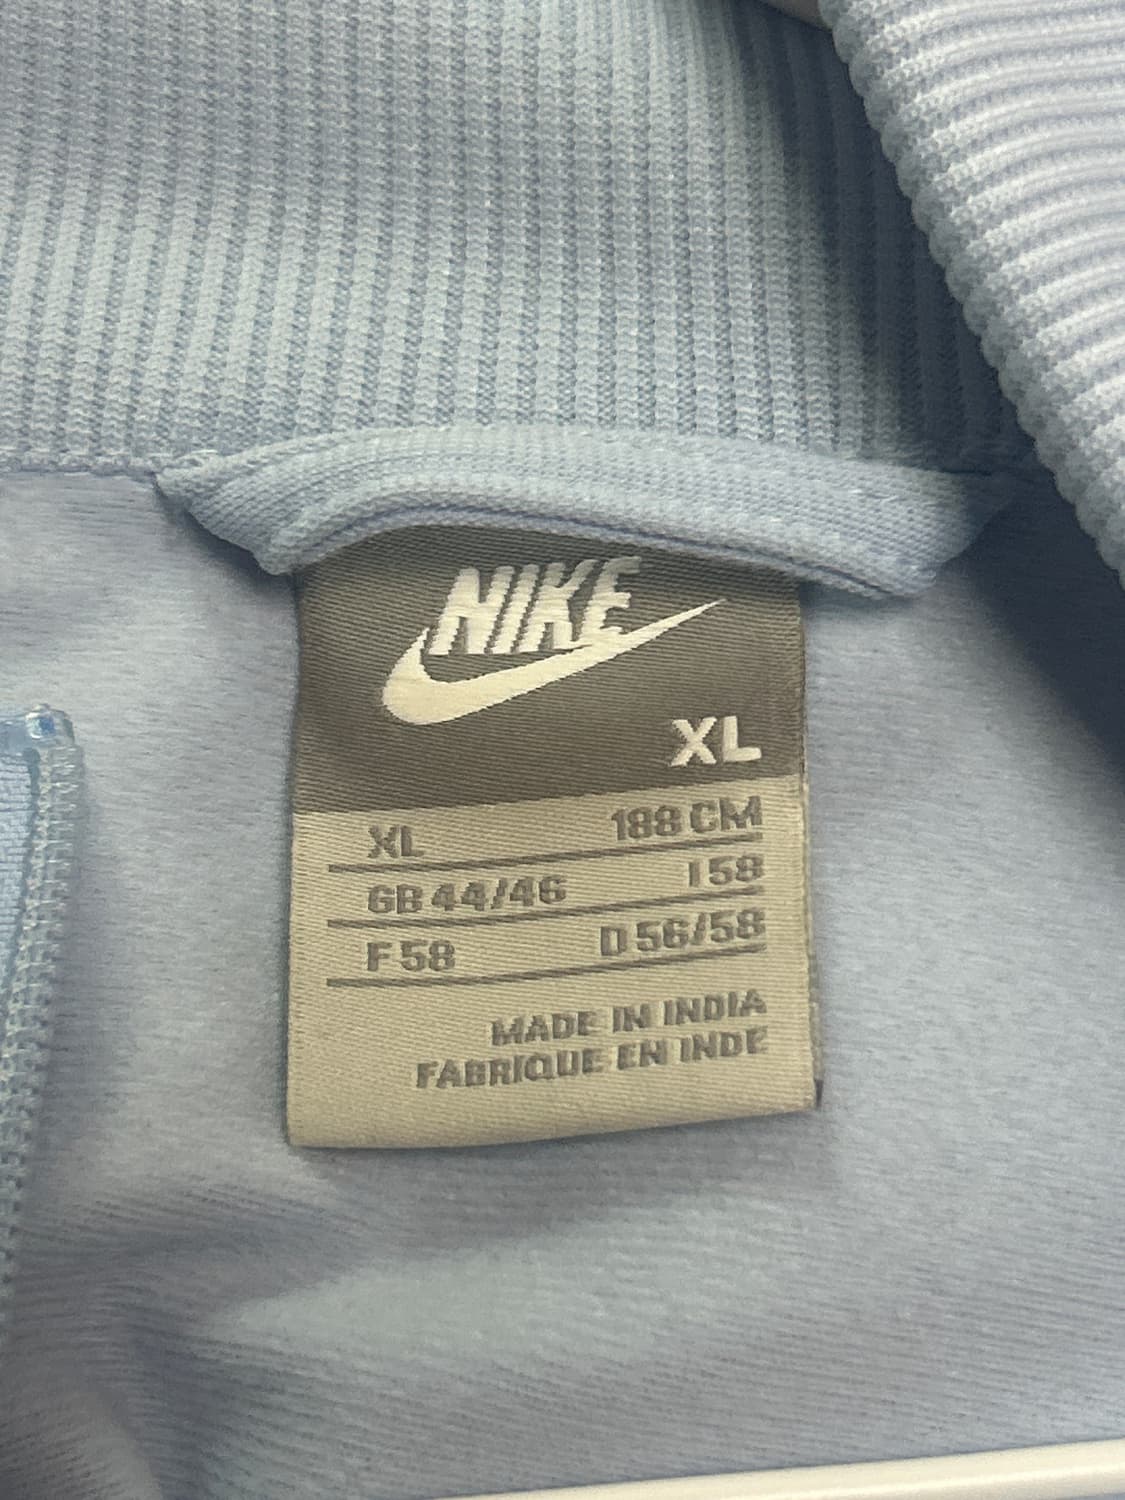 NIKE
XL
XL 188 CM
GB 44/46 I 58
F 58 D 56/58
MADE IN INDIA
FABRIQUE EN INDE